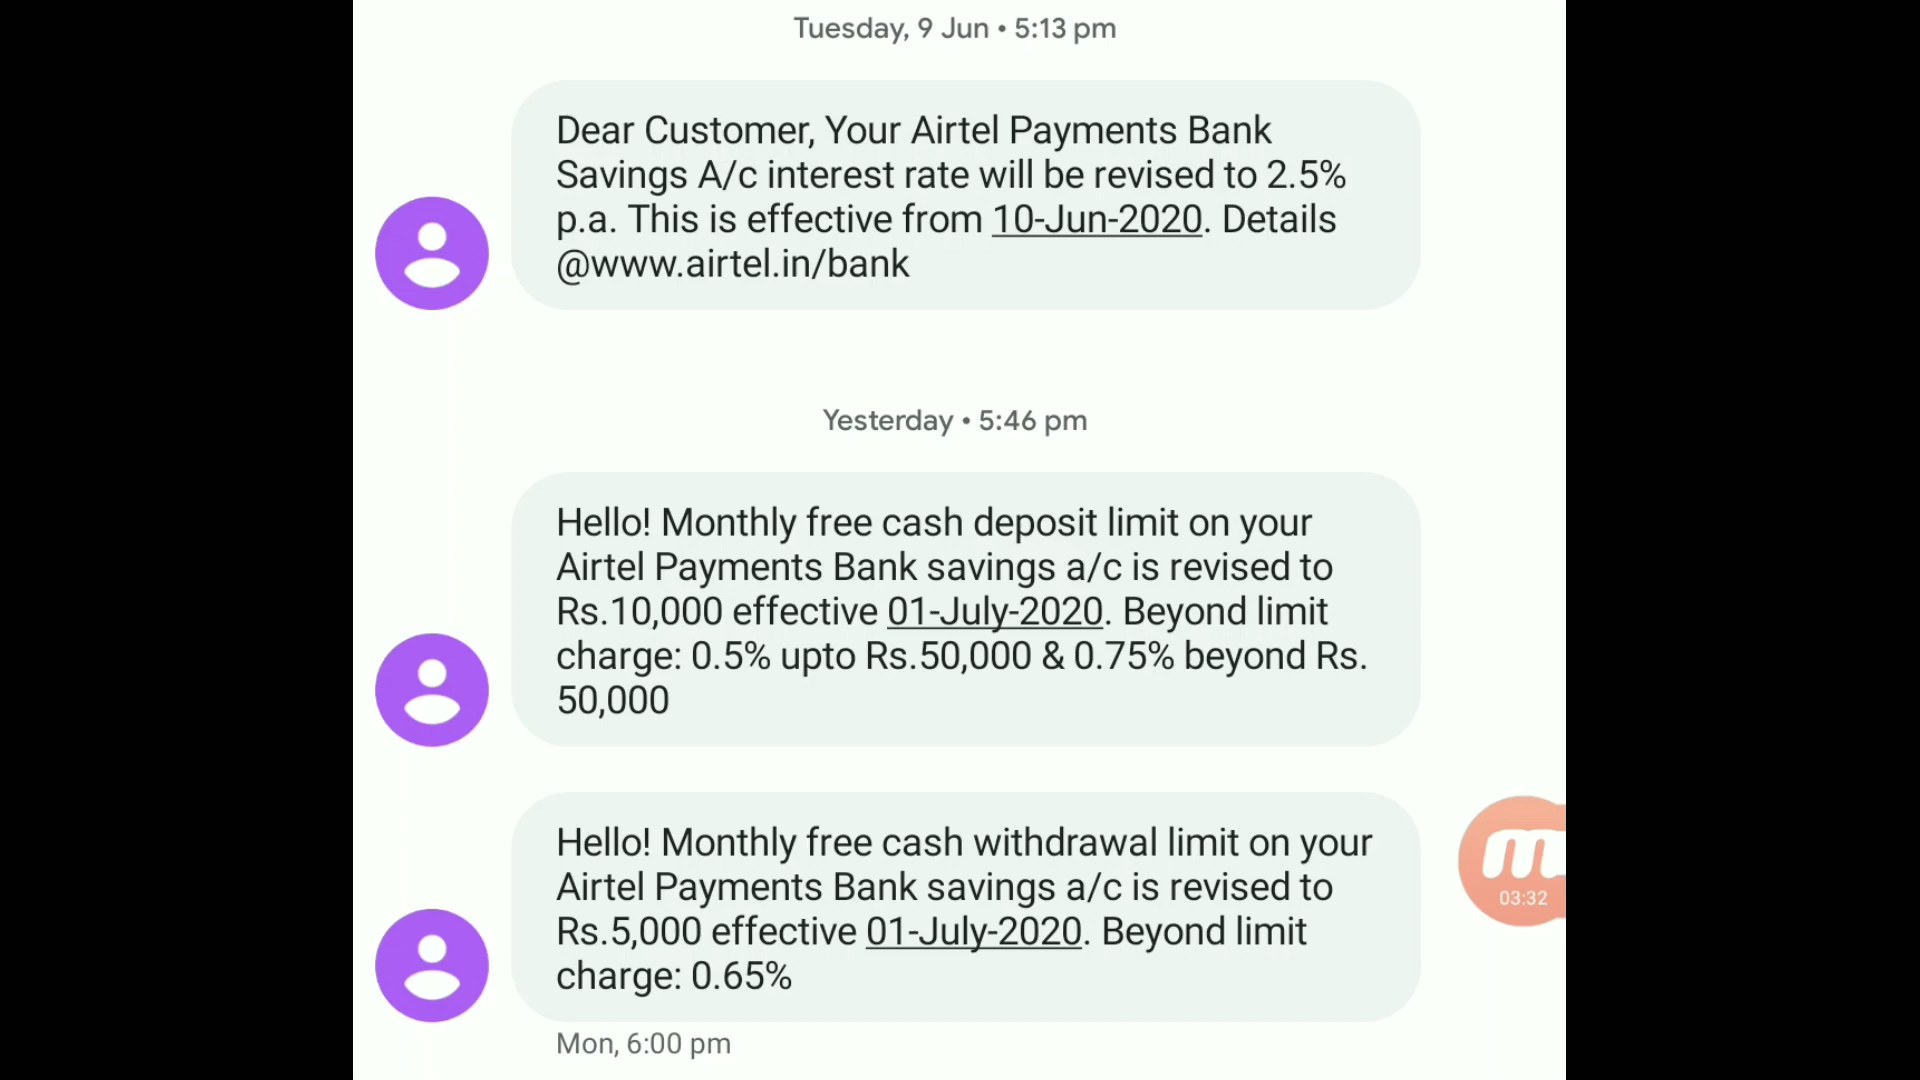 Tuesday, 9 Jun • 5:13 pm
Dear Customer, Your Airtel Payments Bank
Savings A/c interest rate will be revised to 2.5%
p.a. This is effective from 10-Jun-2020. Details
@www.airtel.in/bank
Yesterday • 5:46 pm
Hello! Monthly free cash deposit limit on your
Airtel Payments Bank savings a/c is revised to
Rs.10,000 effective 01-July-2020. Beyond limit
charge: 0.5% upto Rs.50,000 & 0.75% beyond Rs.
50,000
Hello! Monthly free cash withdrawal limit on your
Airtel Payments Bank savings a/c is revised to
Rs.5,000 effective 01-July-2020. Beyond limit
charge: 0.65%
Mon, 6:00 pm
m
03:32